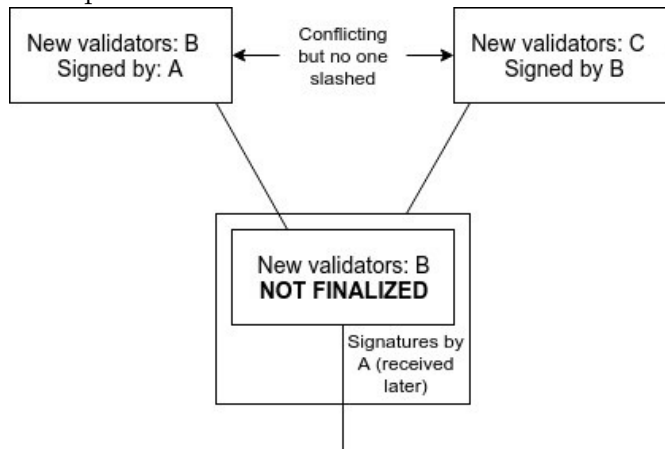 New validators: B
Signed by: A
Conflicting
but no one
slashed
New validators: C
Signed by B
New validators: B
NOT FINALIZED
Signatures by
A (received
later)